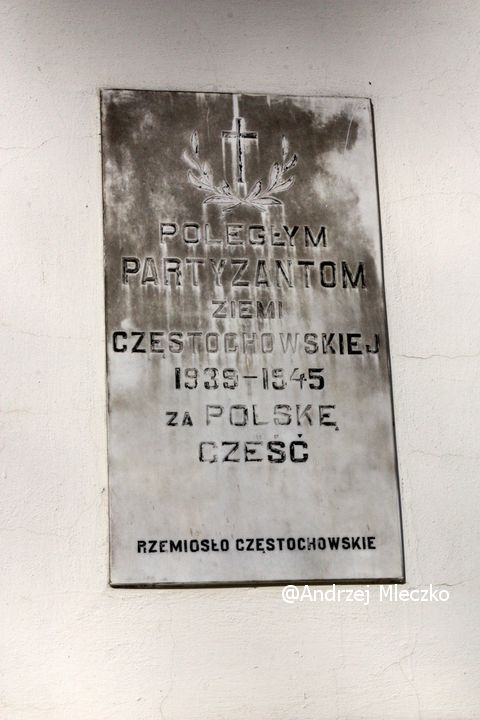 POLEGŁYM
PARTYZANTOM
ZIEMI
CZĘSTOCHOWSKIEJ
1939-1945
ZA POLSKĘ
CZEŚĆ
RZEMIOSŁO CZĘSTOCHOWSKIE
@Andrzej Mleczko